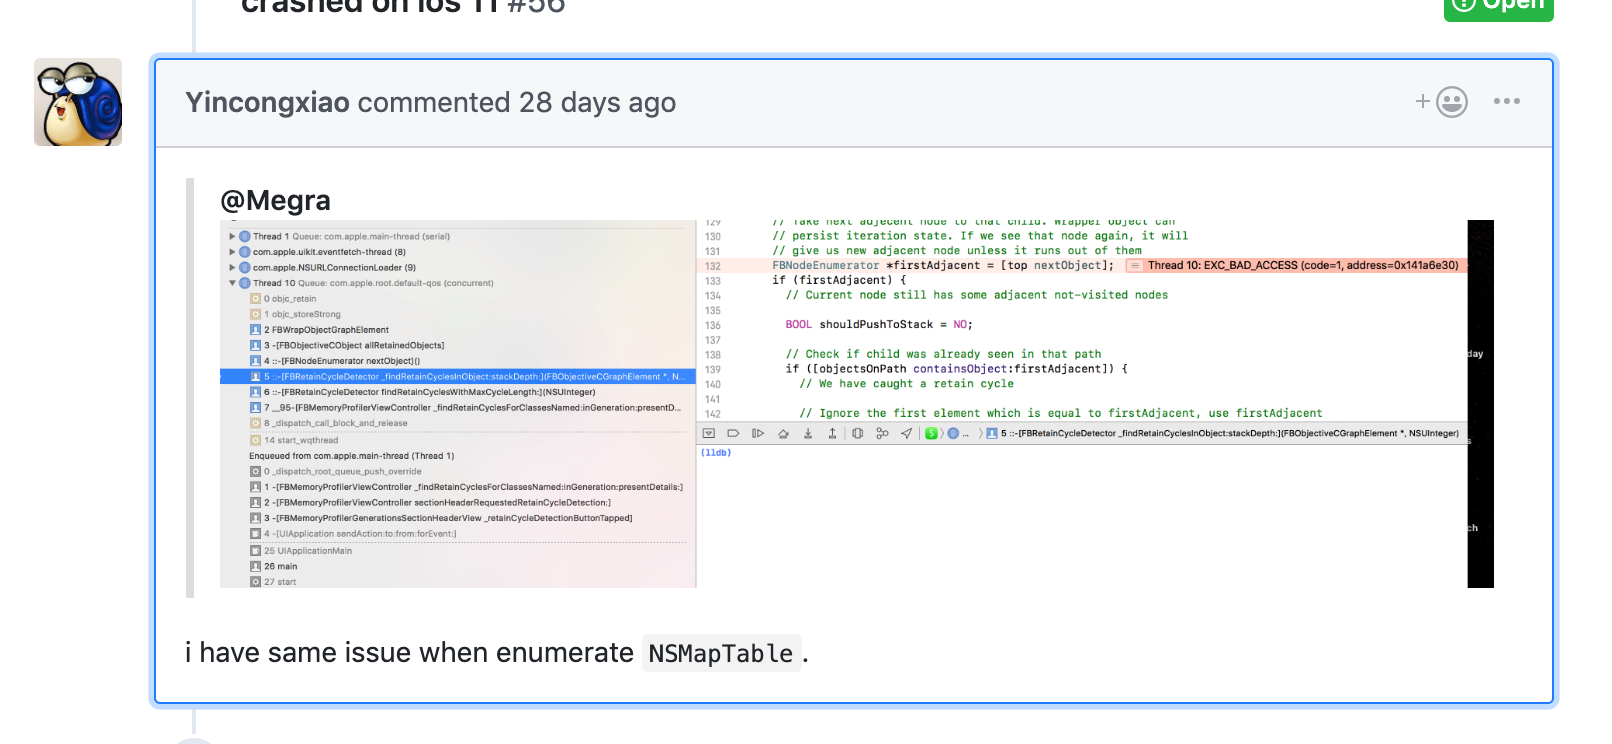 crashed on ios 11 #56
Open
Yincongxiao commented 28 days ago
@Megra
Thread 1 Queue: com.apple.main-thread (serial)
com.apple.uikit.eventfetch-thread (8)
com.apple.NSURLConnectionLoader (9)
Thread 10 Queue: com.apple.root.default-qos (concurrent)
0 objc_retain
1 objc_storeStrong
2 FBWrapObjectGraphElement
3 -[FBObjectiveCObject allRetainedObjects]
4 ::-[FBNodeEnumerator nextObject]()
5 ::-[FBRetainCycleDetector _findRetainCyclesInObject:stackDepth:](FBObjectiveCGraphElement *, N...
6 ::-[FBRetainCycleDetector findRetainCyclesWithMaxCycleLength:](NSUInteger)
7 __95-[FBMemoryProfilerViewController _findRetainCyclesForClassesNamed:inGeneration:presentD...
8 _dispatch_call_block_and_release
14 start_wqthread
Enqueued from com.apple.main-thread (Thread 1)
0 _dispatch_root_queue_push_override
1 -[FBMemoryProfilerViewController _findRetainCyclesForClassesNamed:inGeneration:presentDetails:]
2 -[FBMemoryProfilerViewController sectionHeaderRequestedRetainCycleDetection:]
3 -[FBMemoryProfilerGenerationsSectionHeaderView _retainCycleDetectionButtonTapped]
4 -[UIApplication sendAction:to:from:forEvent:]
25 UIApplicationMain
26 main
27 start
129 // Take next adjecent node to that child. Wrapper object can
130 // persist iteration state. If we see that node again, it will
131 // give us new adjacent node unless it runs out of them
132 FBNodeEnumerator *firstAdjacent = [top nextObject]; Thread 10: EXC_BAD_ACCESS (code=1, address=0x141a6e30)
133 if (firstAdjacent) {
134 // Current node still has some adjacent not-visited nodes
135
136 BOOL shouldPushToStack = NO;
137
138 // Check if child was already seen in that path
139 if ([objectsOnPath containsObject:firstAdjacent]) {
140 // We have caught a retain cycle
141
142 // Ignore the first element which is equal to firstAdjacent, use firstAdjacent
... 5 ::-[FBRetainCycleDetector _findRetainCyclesInObject:stackDepth:](FBObjectiveCGraphElement *, NSUInteger)
(lldb)
day
s
ch
i have same issue when enumerate NSMapTable.